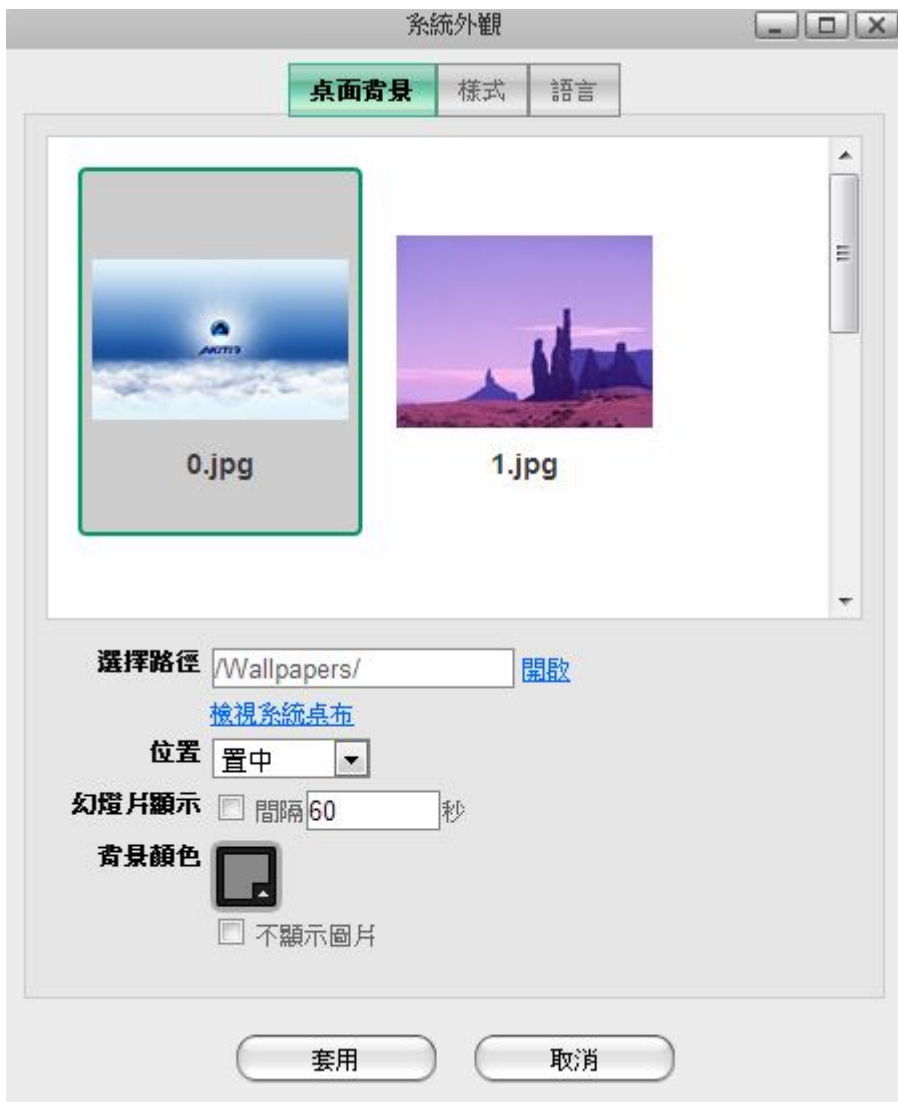 系統外觀
桌面背景 樣式 語言
AKiTiO
0.jpg 1.jpg
選擇路徑 /Wallpapers/ 開啟
檢視系統桌布
位置 置中
幻燈片顯示 間隔 60 秒
背景顏色
不顯示圖片
套用 取消